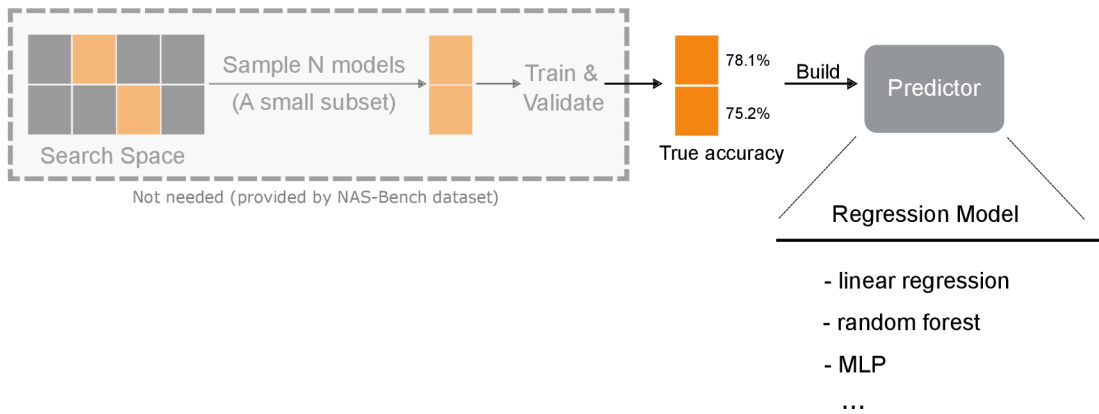 Sample N models
(A small subset)
Search Space
Train &
Validate
Not needed (provided by NAS-Bench dataset)
78.1%
75.2%
True accuracy
Build
Predictor
Regression Model
- linear regression
- random forest
- MLP
...